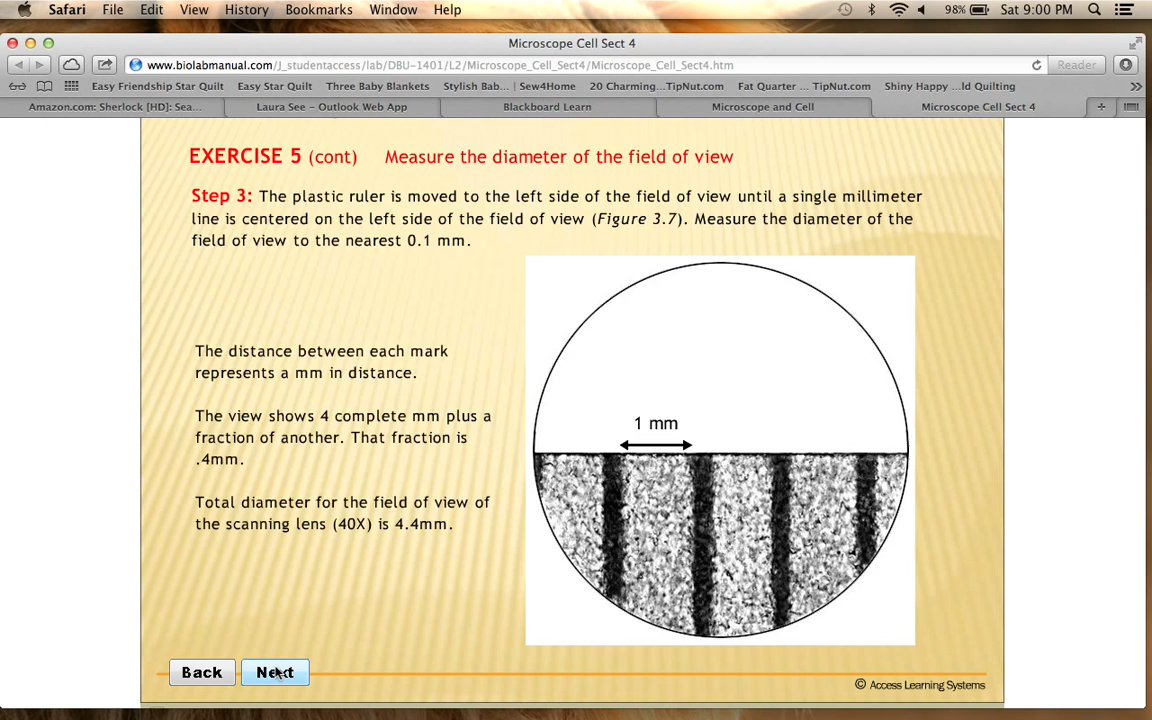 Safari File Edit View History Bookmarks Window Help 98% Sat 9:00 PM
Microscope Cell Sect 4
www.biolabmanual.com/J_studentaccess/lab/DBU-1401/L2/Microscope_Cell_Sect4/Microscope_Cell_Sect4.htm Reader
Easy Friendship Star Quilt Easy Star Quilt Three Baby Blankets Stylish Bab... | Sew4Home 20 Charming...TipNut.com Fat Quarter ... TipNut.com Shiny Happy ...ld Quilting
Amazon.com: Sherlock [HD]: Sea... Laura See – Outlook Web App Blackboard Learn Microscope and Cell Microscope Cell Sect 4
EXERCISE 5 (cont) Measure the diameter of the field of view
Step 3: The plastic ruler is moved to the left side of the field of view until a single millimeter
line is centered on the left side of the field of view (Figure 3.7). Measure the diameter of the
field of view to the nearest 0.1 mm.
The distance between each mark
represents a mm in distance.
The view shows 4 complete mm plus a
fraction of another. That fraction is
.4mm.
Total diameter for the field of view of
the scanning lens (40X) is 4.4mm.
1 mm
Back Next
© Access Learning Systems